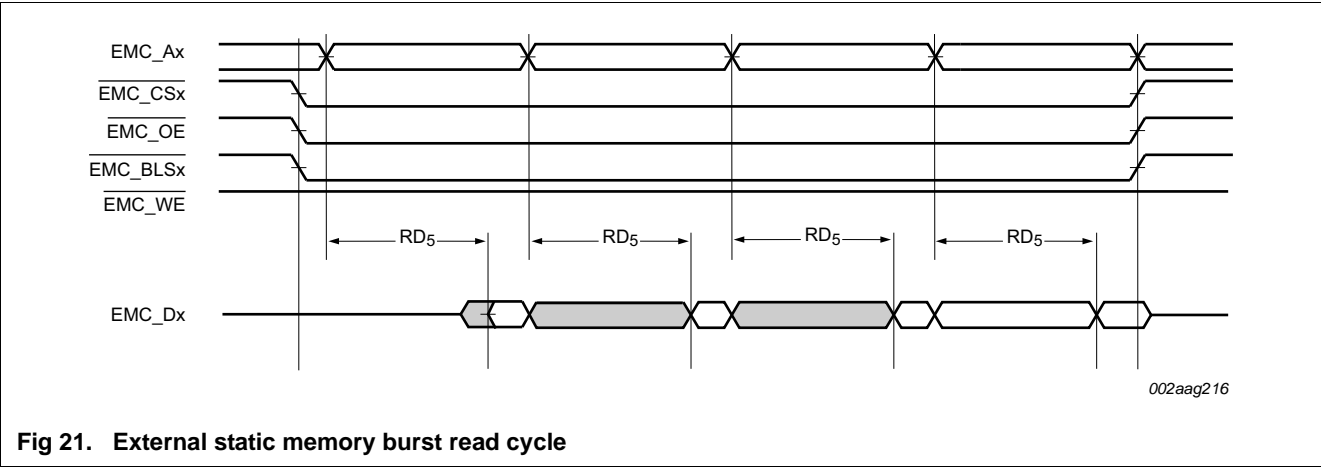 EMC_Ax
EMC_CSx
EMC_OE
EMC_BLSx
EMC_WE
RD5 RD5 RD5 RD5
EMC_Dx
002aag216
Fig 21. External static memory burst read cycle